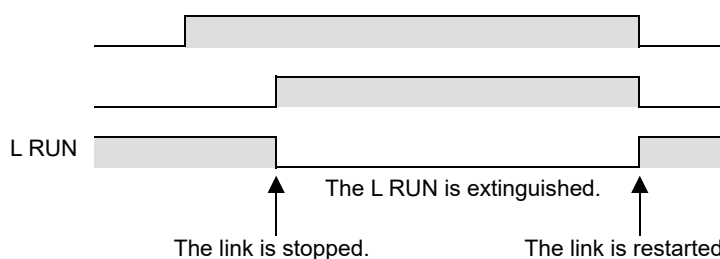 L RUN
The L RUN is extinguished.
The link is stopped.
The link is restarted